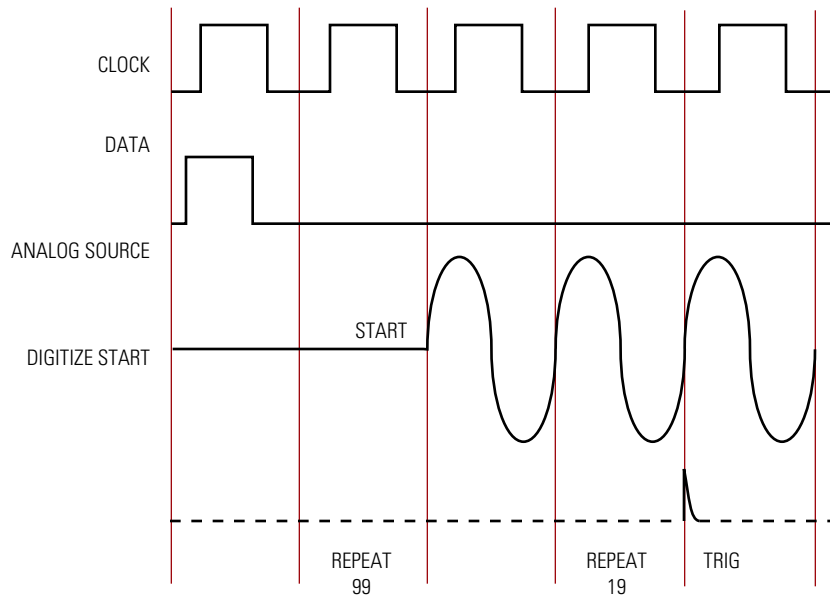 CLOCK
DATA
ANALOG SOURCE
START
DIGITIZE START
REPEAT
99
REPEAT
19
TRIG